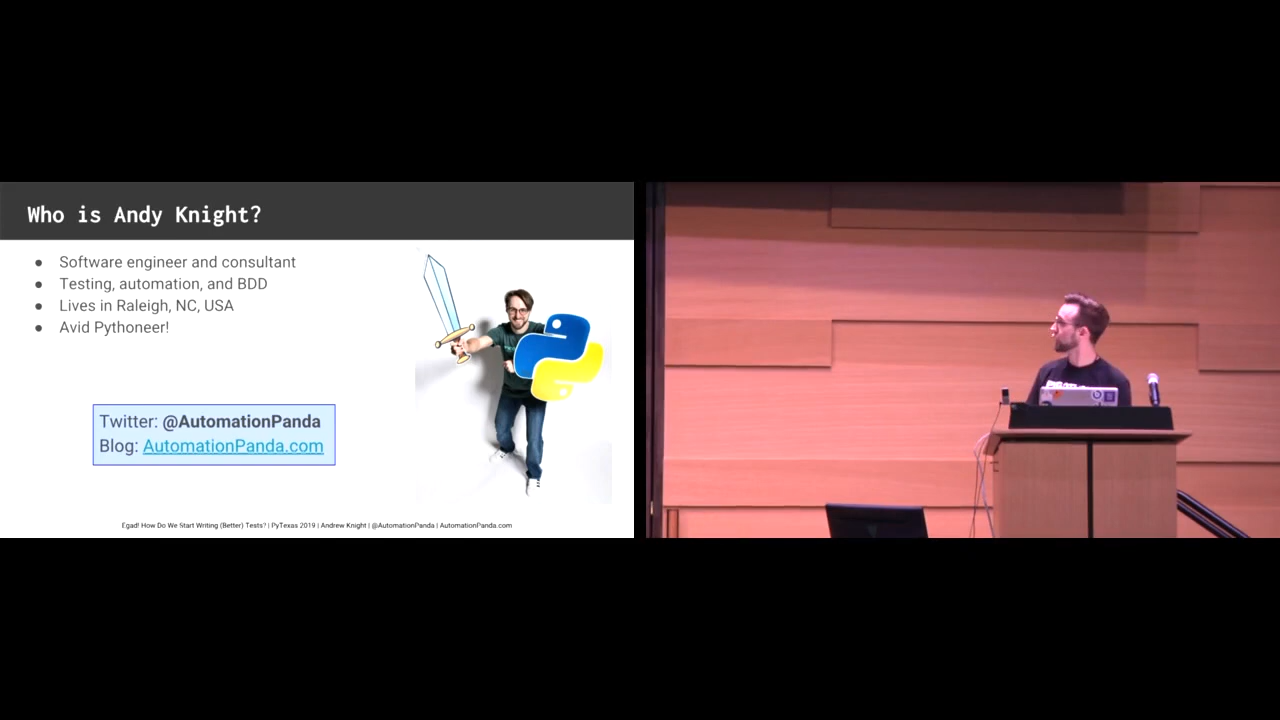 Who is Andy Knight?
● Software engineer and consultant
● Testing, automation, and BDD
● Lives in Raleigh, NC, USA
● Avid Pythoneer!
Twitter: @AutomationPanda
Blog: AutomationPanda.com
Egad! How Do We Start Writing (Better) Tests? | PyTexas 2019 | Andrew Knight | @AutomationPanda | AutomationPanda.com